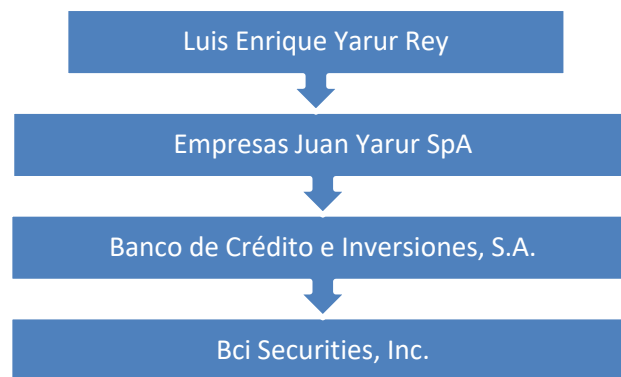 Luis Enrique Yarur Rey
Empresas Juan Yarur SpA
Banco de Crédito e Inversiones, S.A.
Bci Securities, Inc.